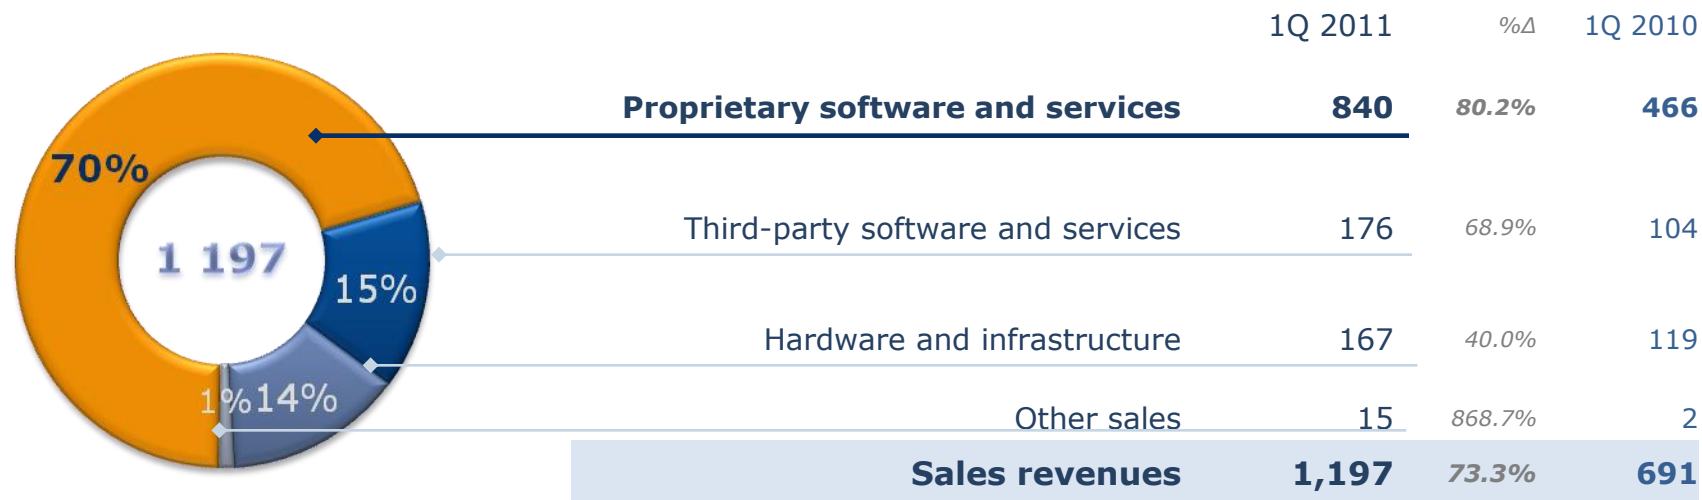 1Q 2011 %Δ 1Q 2010
Proprietary software and services 840 80.2% 466
70%
Third-party software and services 176 68.9% 104
1 197
15%
Hardware and infrastructure 167 40.0% 119
1% 14%
Other sales 15 868.7% 2
Sales revenues 1,197 73.3% 691